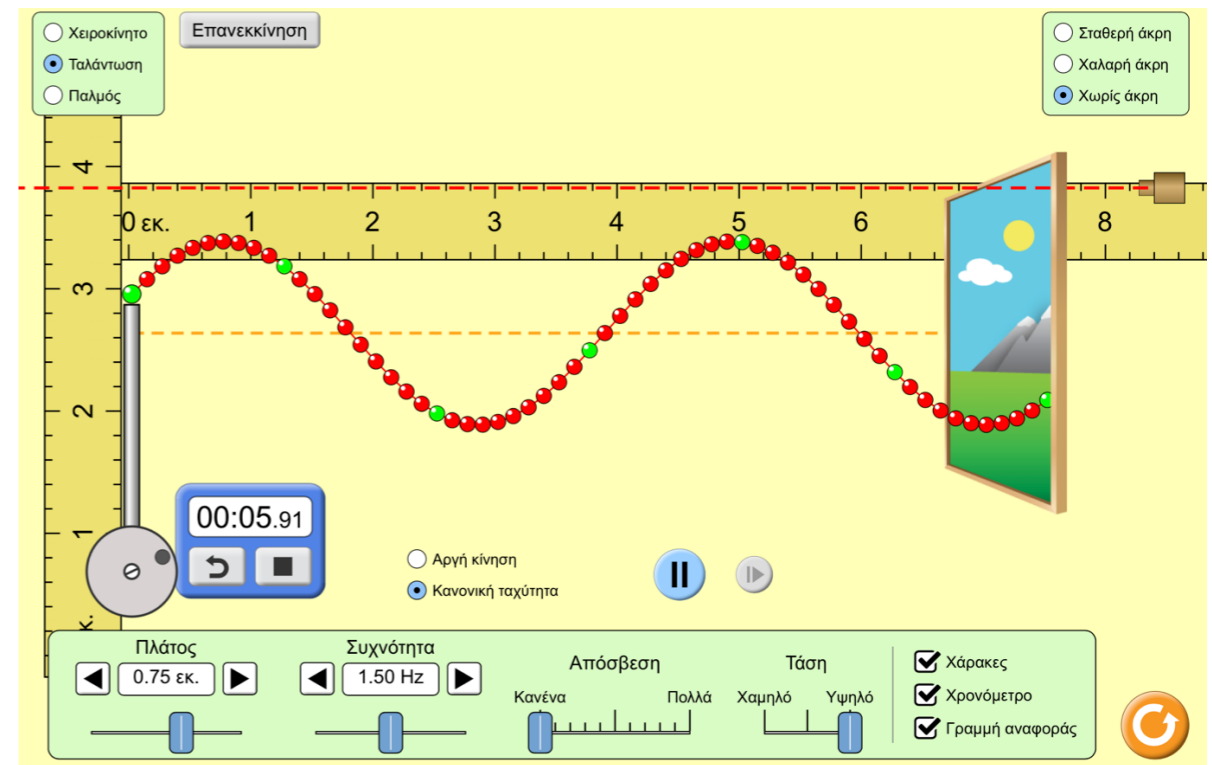 Χειροκίνητο
Ταλάντωση
Παλμός
Επανεκκίνηση
Σταθερή άκρη
Χαλαρή άκρη
Χωρίς άκρη
4
3
2
1
0 εκ. 1 2 3 4 5 6 8
00:05.91
Αργή κίνηση
Κανονική ταχύτητα
Πλάτος
0.75 εκ.
Συχνότητα
1.50 Hz
Απόσβεση
Κανένα Πολλά
Τάση
Χαμηλό Υψηλό
Χάρακες
Χρονόμετρο
Γραμμή αναφοράς